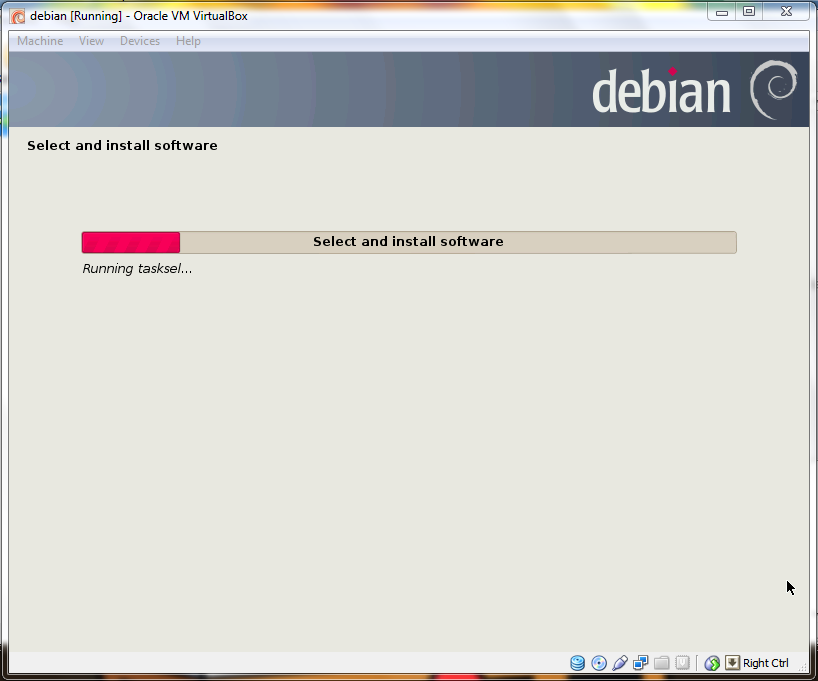 debian [Running] - Oracle VM VirtualBox
Machine View Devices Help
debian
Select and install software
Select and install software
Running tasksel...
Right Ctrl